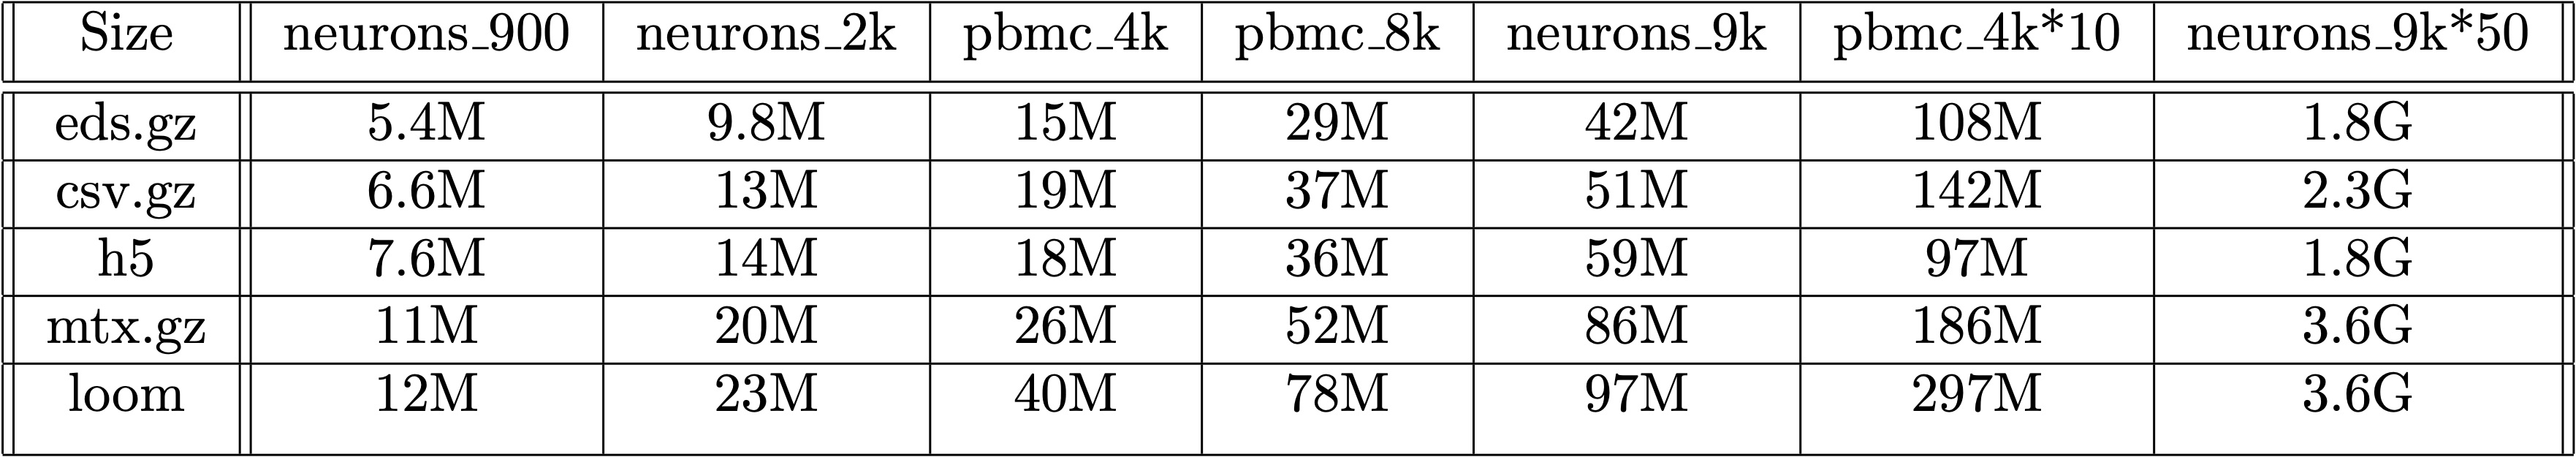 Size neurons_900 neurons_2k pbmc_4k pbmc_8k neurons_9k pbmc_4k*10 neurons_9k*50
eds.gz 5.4M 9.8M 15M 29M 42M 108M 1.8G
csv.gz 6.6M 13M 19M 37M 51M 142M 2.3G
h5 7.6M 14M 18M 36M 59M 97M 1.8G
mtx.gz 11M 20M 26M 52M 86M 186M 3.6G
loom 12M 23M 40M 78M 97M 297M 3.6G